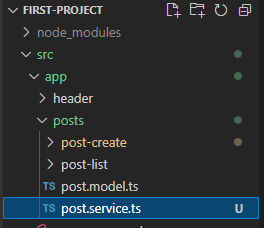 FIRST-PROJECT
node_modules
src
app
header
posts
post-create
post-list
TS post.model.ts
TS post.service.ts U